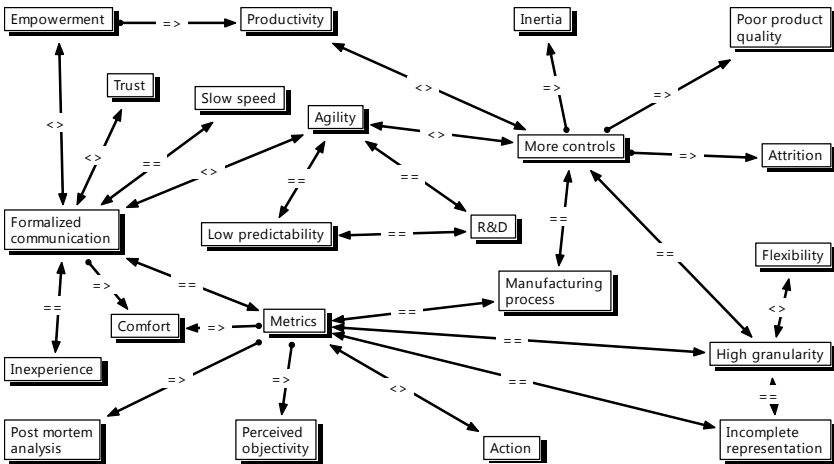 Empowerment
=>
Productivity
Inertia
Poor product
quality
Trust
Slow speed
<>
=>
=>
Agility
<>
<>
More controls
=>
Attrition
<>
==
<>
==
==
Formalized
communication
Low predictability
==
R&D
==
==
Flexibility
=>
==
Manufacturing
process
==
Comfort
=>
Metrics
==
<>
==
High granularity
Inexperience
=>
=>
<>
==
==
Post mortem
analysis
Perceived
objectivity
Action
Incomplete
representation